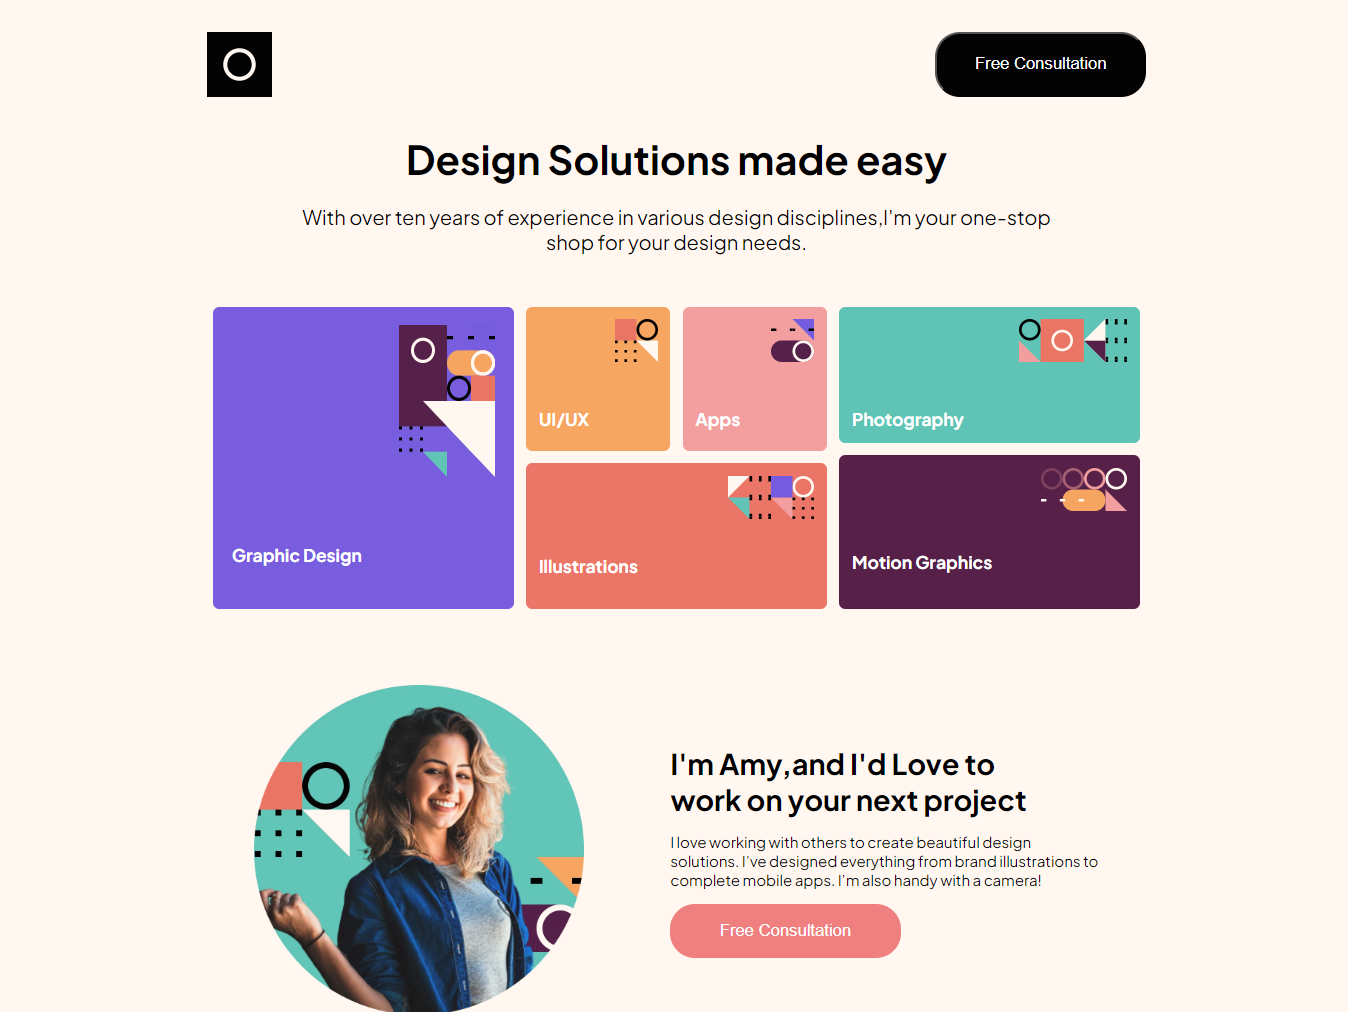 Free Consultation
Design Solutions made easy
With over ten years of experience in various design disciplines,I'm your one-stop
shop for your design needs.
Graphic Design
UI/UX
Apps
Photography
Illustrations
Motion Graphics
I'm Amy,and I'd Love to
work on your next project
I love working with others to create beautiful design
solutions. I've designed everything from brand illustrations to
complete mobile apps. I'm also handy with a camera!
Free Consultation